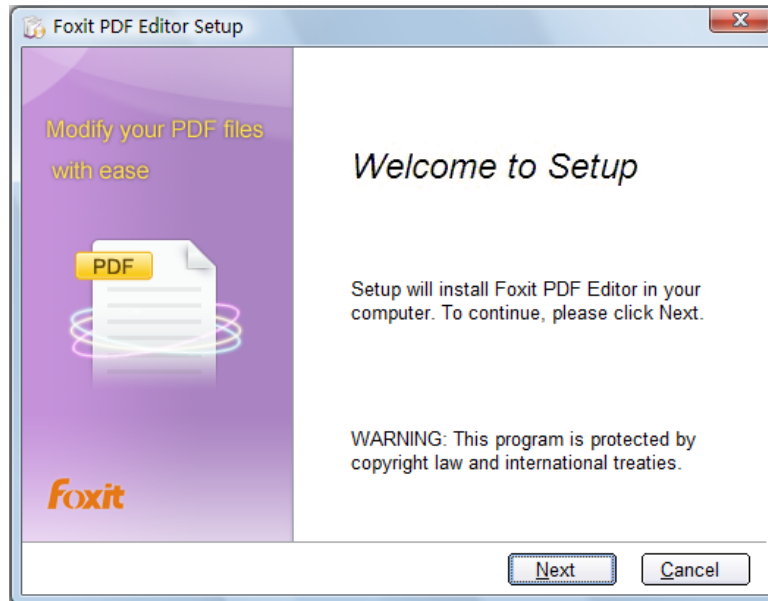 Foxit PDF Editor Setup
Modify your PDF files
with ease
PDF
Foxit
Welcome to Setup
Setup will install Foxit PDF Editor in your
computer. To continue, please click Next.
WARNING: This program is protected by
copyright law and international treaties.
Next
Cancel